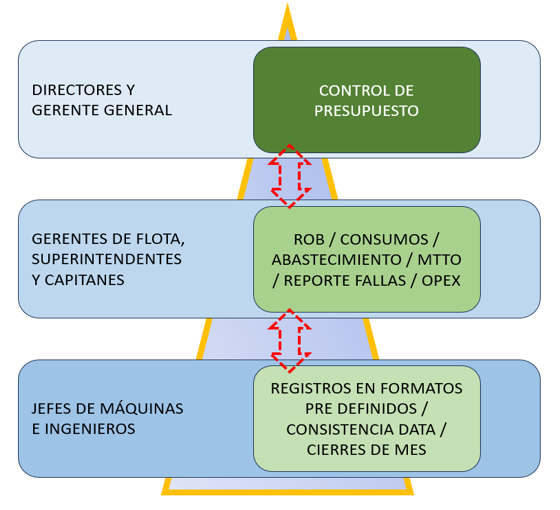 DIRECTORES Y
GERENTE GENERAL
CONTROL DE
PRESUPUESTO
GERENTES DE FLOTA,
SUPERINTENDENTES
Y CAPITANES
ROB / CONSUMOS /
ABASTECIMIENTO / MTTO
/ REPORTE FALLAS / OPEX
JEFES DE MÁQUINAS
E INGENIEROS
REGISTROS EN FORMATOS
PRE DEFINIDOS /
CONSISTENCIA DATA /
CIERRES DE MES